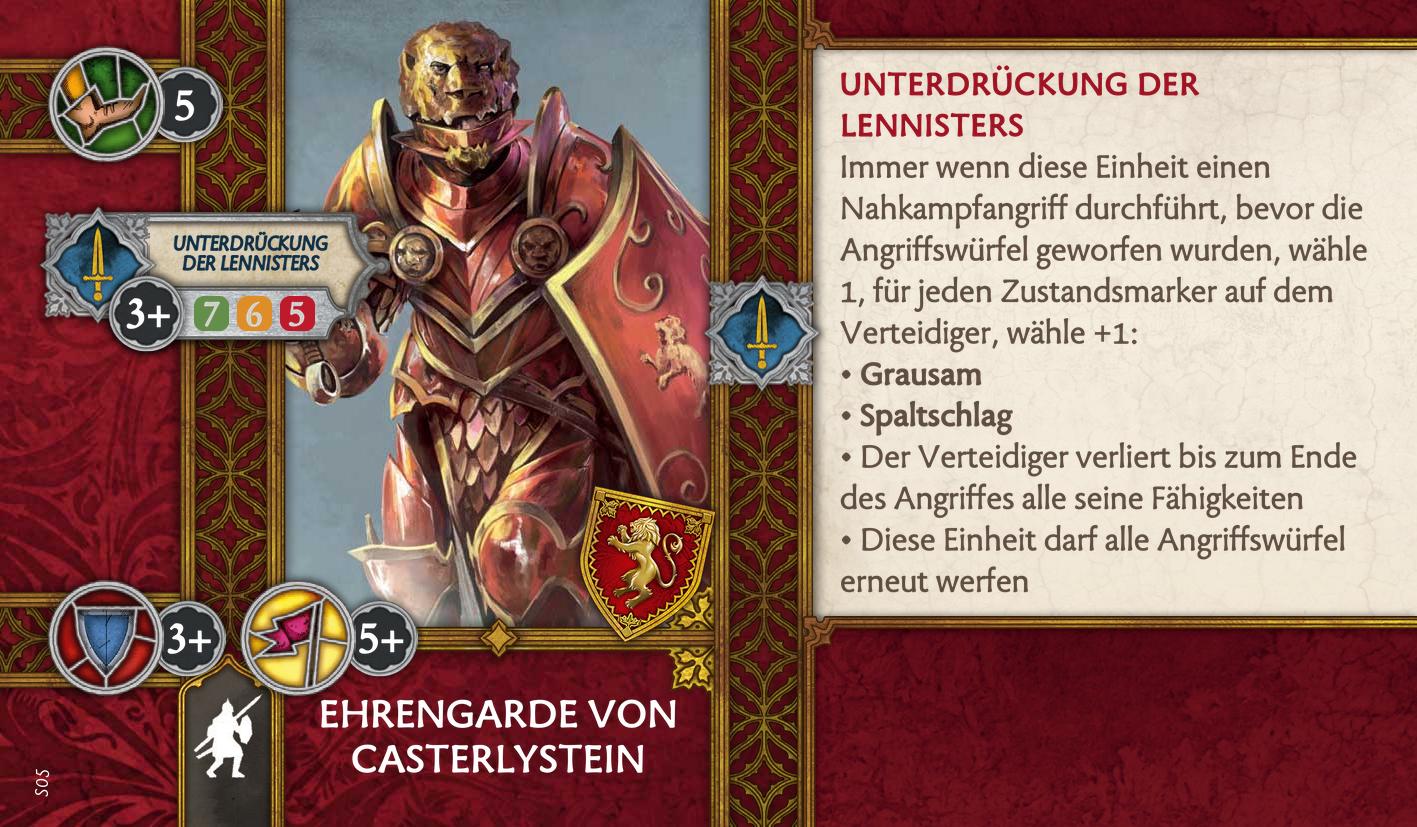 5
UNTERDRÜCKUNG
DER LENNISTERS
3+ 7 6 5
3+ 5+
EHRENGARDE VON
CASTERLYSTEIN
S05
UNTERDRÜCKUNG DER
LENNISTERS
Immer wenn diese Einheit einen
Nahkampfangriff durchführt, bevor die
Angriffswürfel geworfen wurden, wähle
1, für jeden Zustandsmarker auf dem
Verteidiger, wähle +1:
• Grausam
• Spaltschlag
• Der Verteidiger verliert bis zum Ende
des Angriffes alle seine Fähigkeiten
• Diese Einheit darf alle Angriffswürfel
erneut werfen